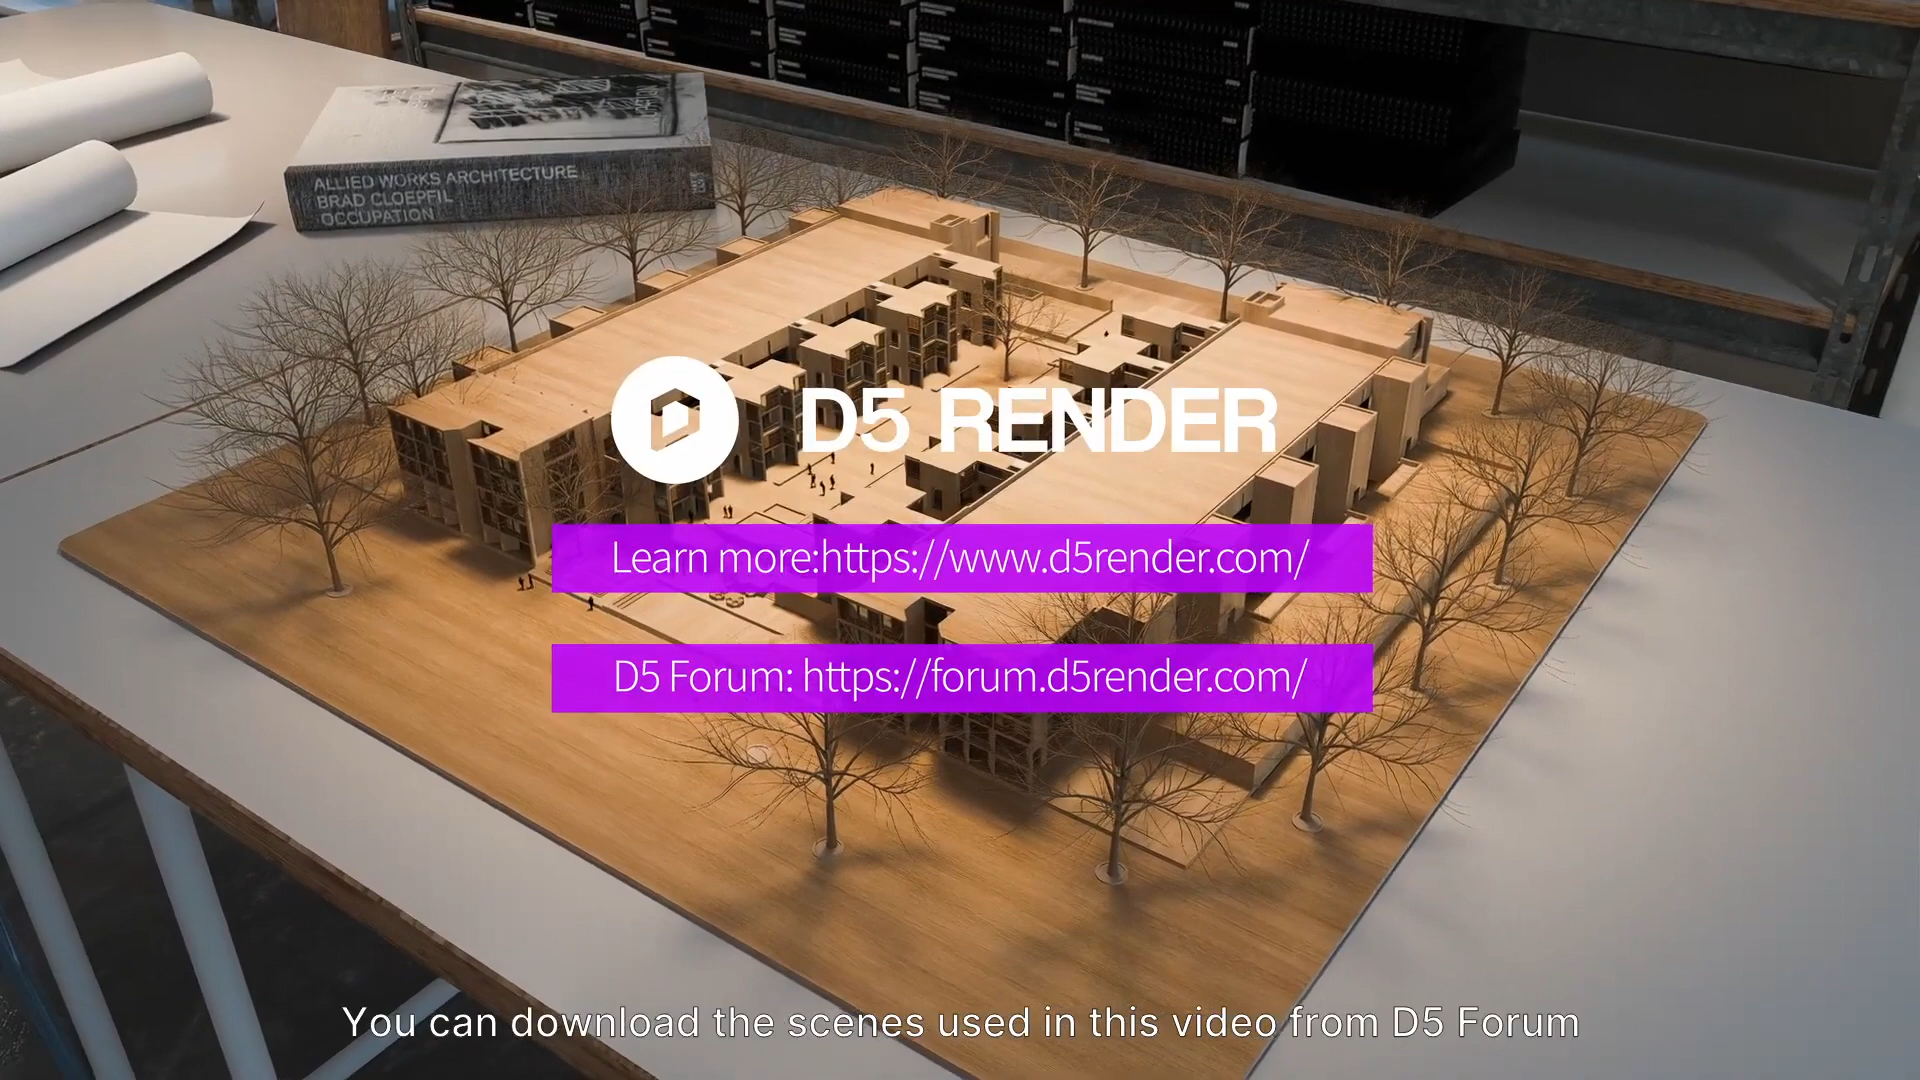 ALLIED WORKS ARCHITECTURE
BRAD CLOEPFIL
OCCUPATION
D5 RENDER
Learn more:https://www.d5render.com/
D5 Forum: https://forum.d5render.com/
You can download the scenes used in this video from D5 Forum